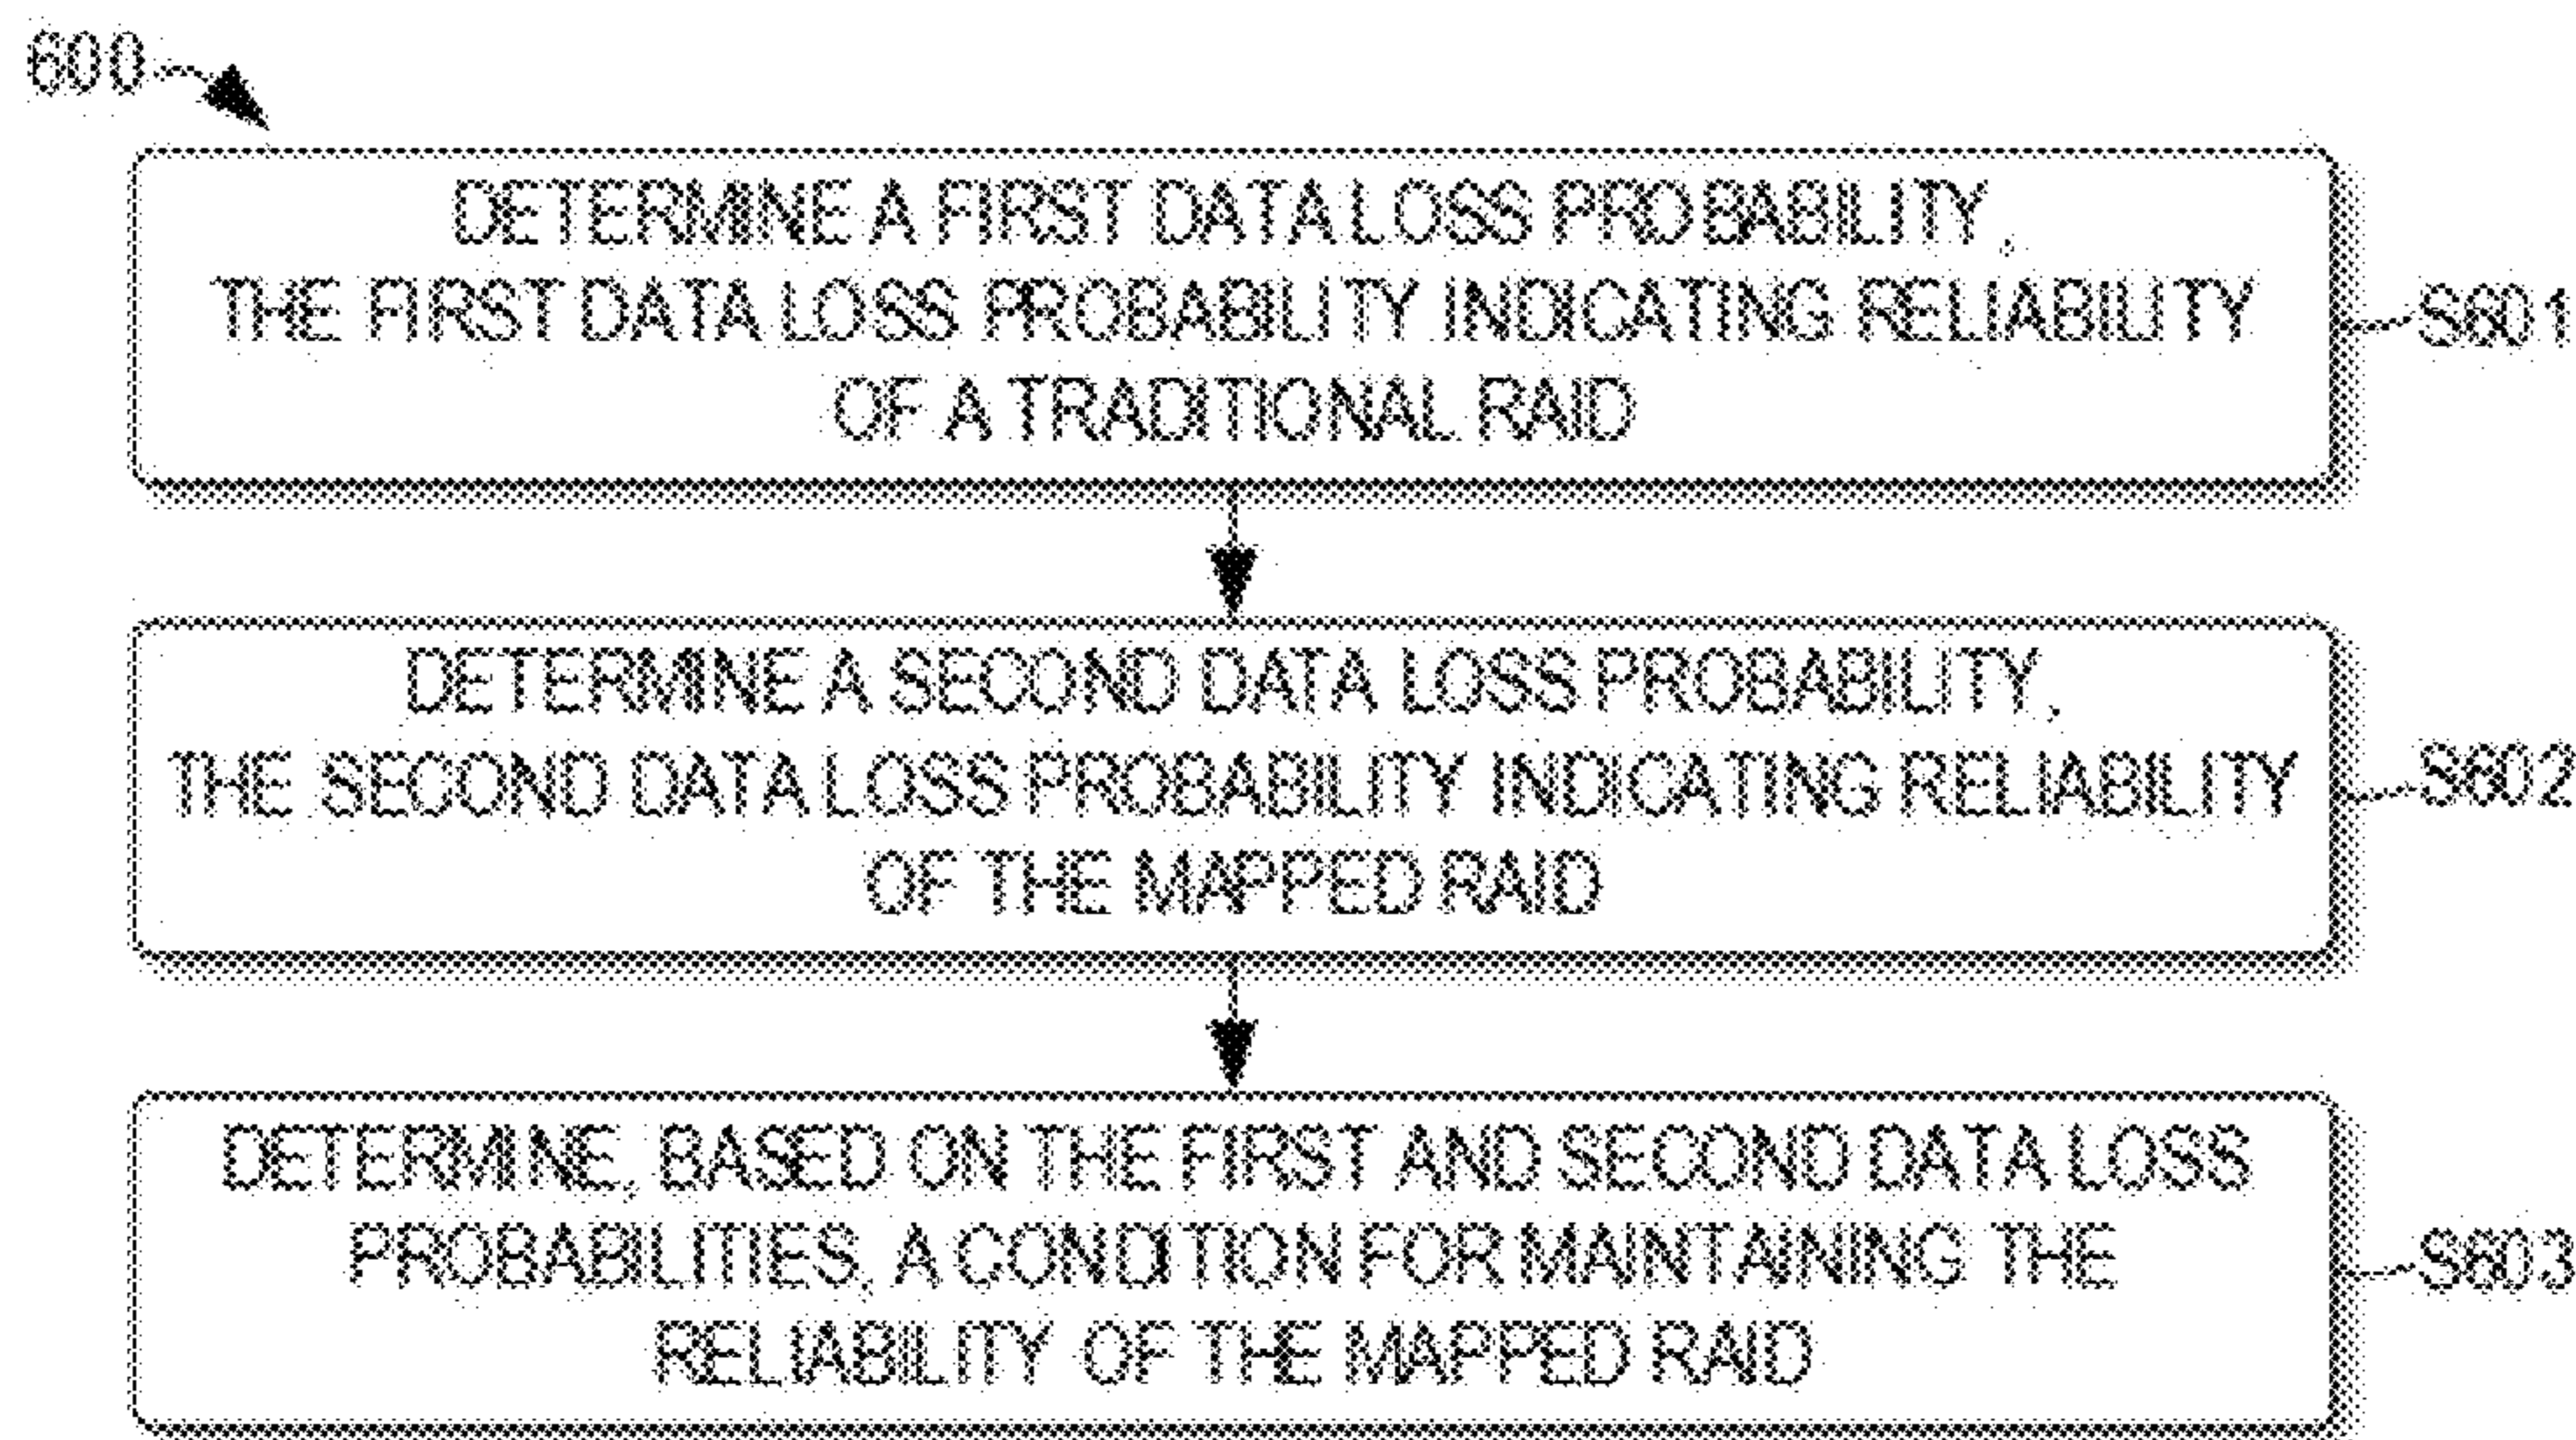 600
DETERMINE A FIRST DATA LOSS PROBABILITY,
THE FIRST DATA LOSS PROBABILITY INDICATING RELIABILITY
OF A TRADITIONAL RAID
S601
DETERMINE A SECOND DATA LOSS PROBABILITY,
THE SECOND DATA LOSS PROBABILITY INDICATING RELIABILITY
OF THE MAPPED RAID
S602
DETERMINE, BASED ON THE FIRST AND SECOND DATA LOSS
PROBABILITIES, A CONDITION FOR MAINTAINING THE
RELIABILITY OF THE MAPPED RAID
S603